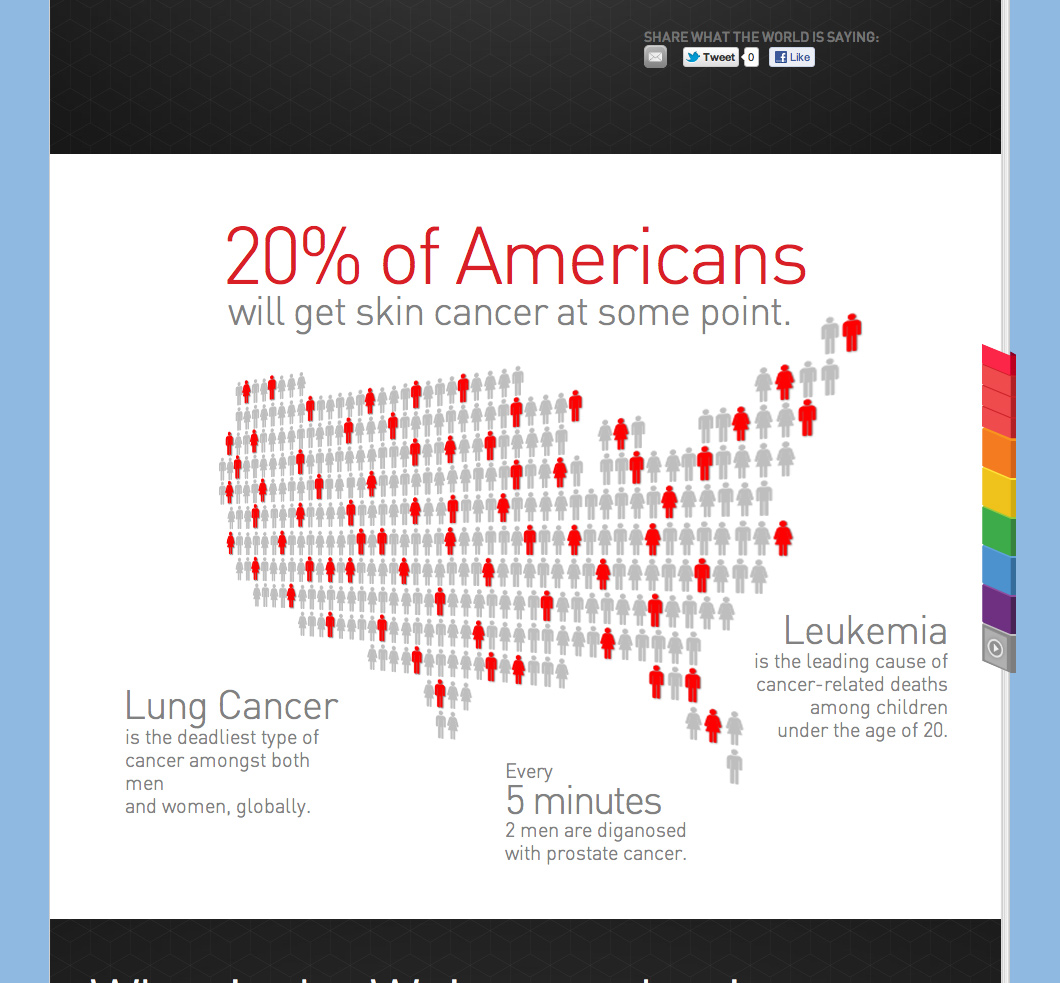 SHARE WHAT THE WORLD IS SAYING:
Tweet 0 Like
20% of Americans
will get skin cancer at some point.
Leukemia
is the leading cause of
cancer-related deaths
among children
under the age of 20.
Lung Cancer
is the deadliest type of
cancer amongst both
men
and women, globally.
Every
5 minutes
2 men are diganosed
with prostate cancer.